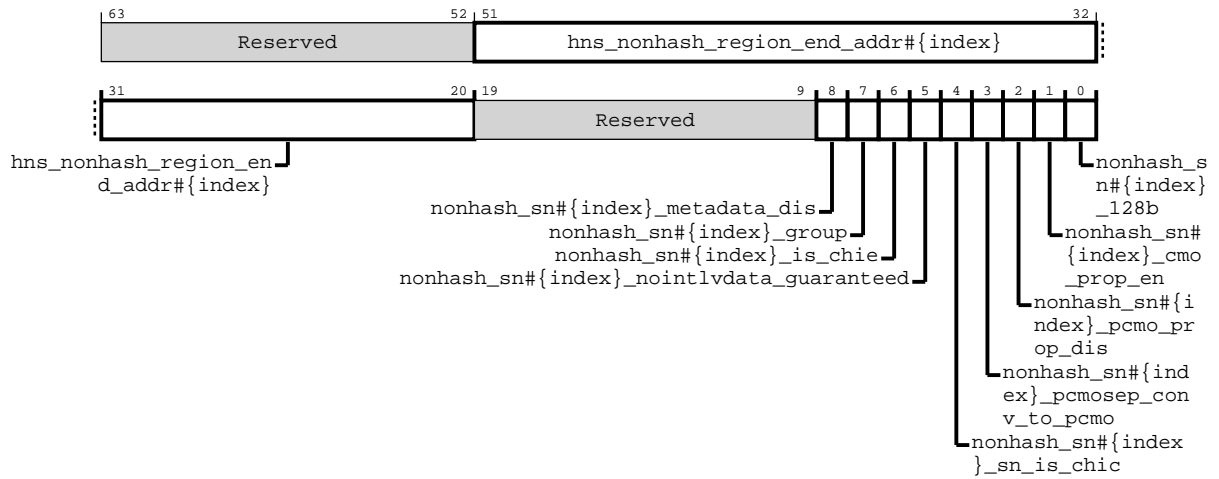 63 52 51 32
Reserved hns_nonhash_region_end_addr#{index}
31 20 19 9 8 7 6 5 4 3 2 1 0
Reserved
hns_nonhash_region_en
d_addr#{index}
nonhash_s
n#{index}
_128b
nonhash_sn#{index}_metadata_dis
nonhash_sn#{index}_group
nonhash_sn#{index}_is_chie
nonhash_sn#{index}_nointlvdata_guaranteed
nonhash_sn#
{index}_cmo
_prop_en
nonhash_sn#{i
ndex}_pcmo_pr
op_dis
nonhash_sn#{ind
ex}_pcmosep_con
v_to_pcmo
nonhash_sn#{index
}_sn_is_chic